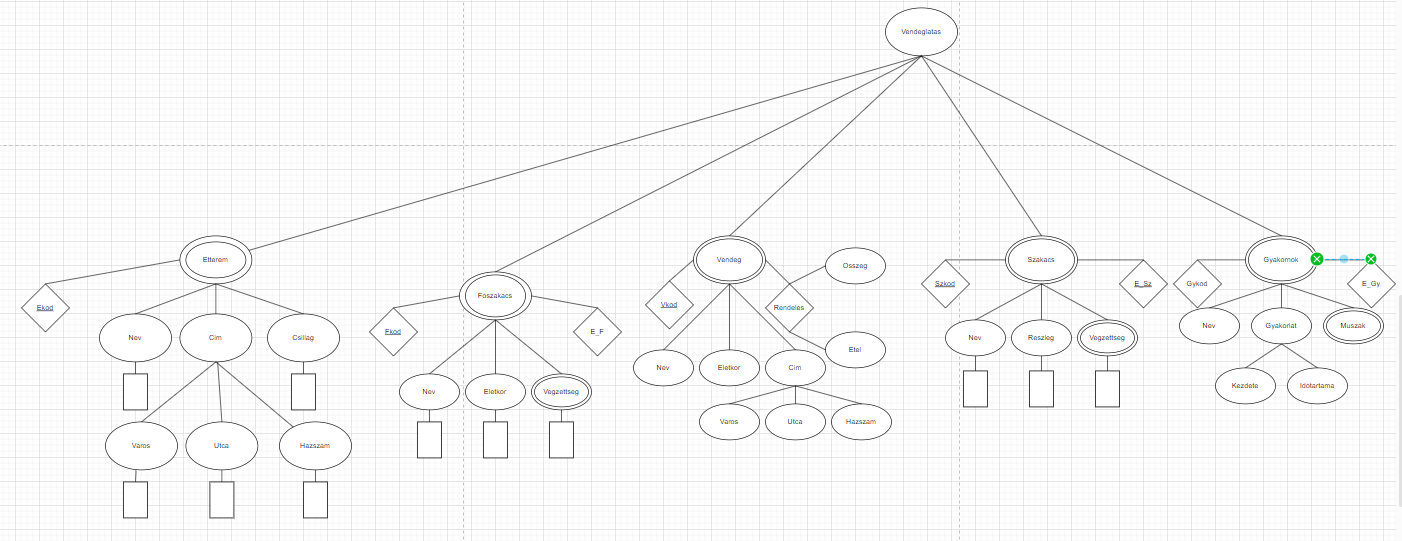 Vendeglatas
Etterem
Foszakacs
Vendeg
Szakacs
Gyakornok
Ekod
Nev
Cim
Csillag
Varos
Utca
Hazszam
Fkod
E_F
Nev
Eletkor
Vegzettseg
Vkod
Rendeles
Osszeg
Etel
Nev
Eletkor
Cim
Varos
Utca
Hazszam
Szkod
E_Sz
Nev
Reszleg
Vegzettseg
Gykod
E_Gy
Nev
Gyakorlat
Muszak
Kezdete
Idotartama